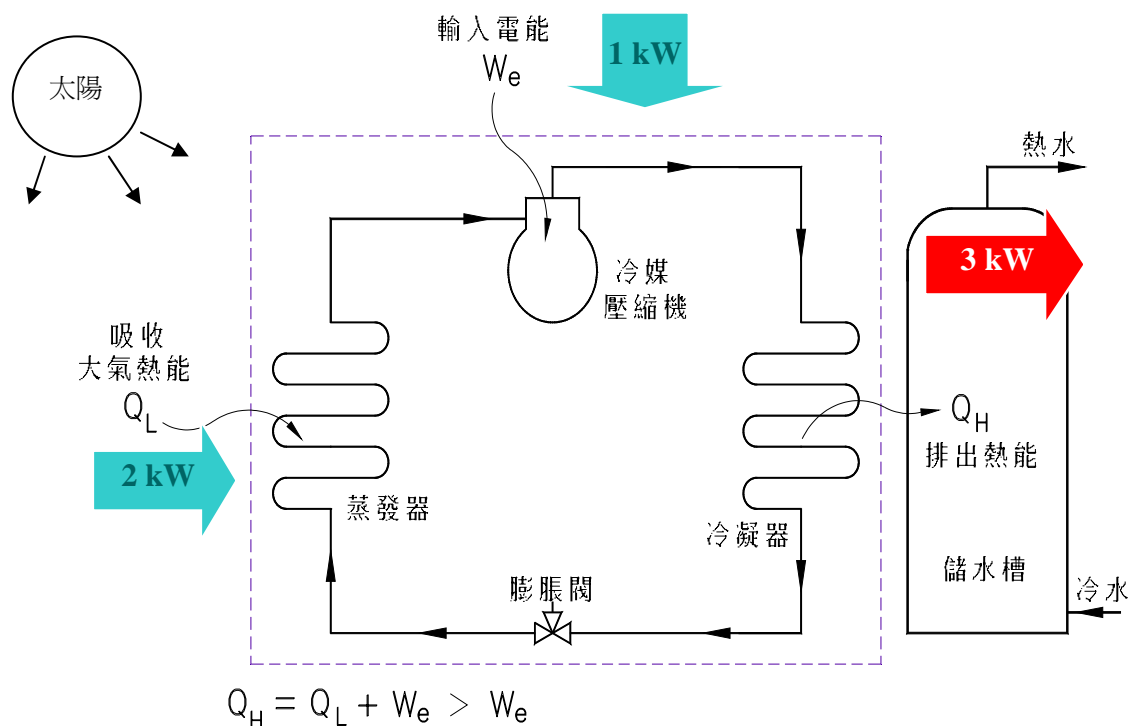 太陽
輸入電能
We
1 kW
熱水
3 kW
冷媒
壓縮機
吸收
大氣熱能
QL
2 kW
蒸發器
冷凝器
QH
排出熱能
儲水槽
冷水
膨脹閥
QH = QL + We > We